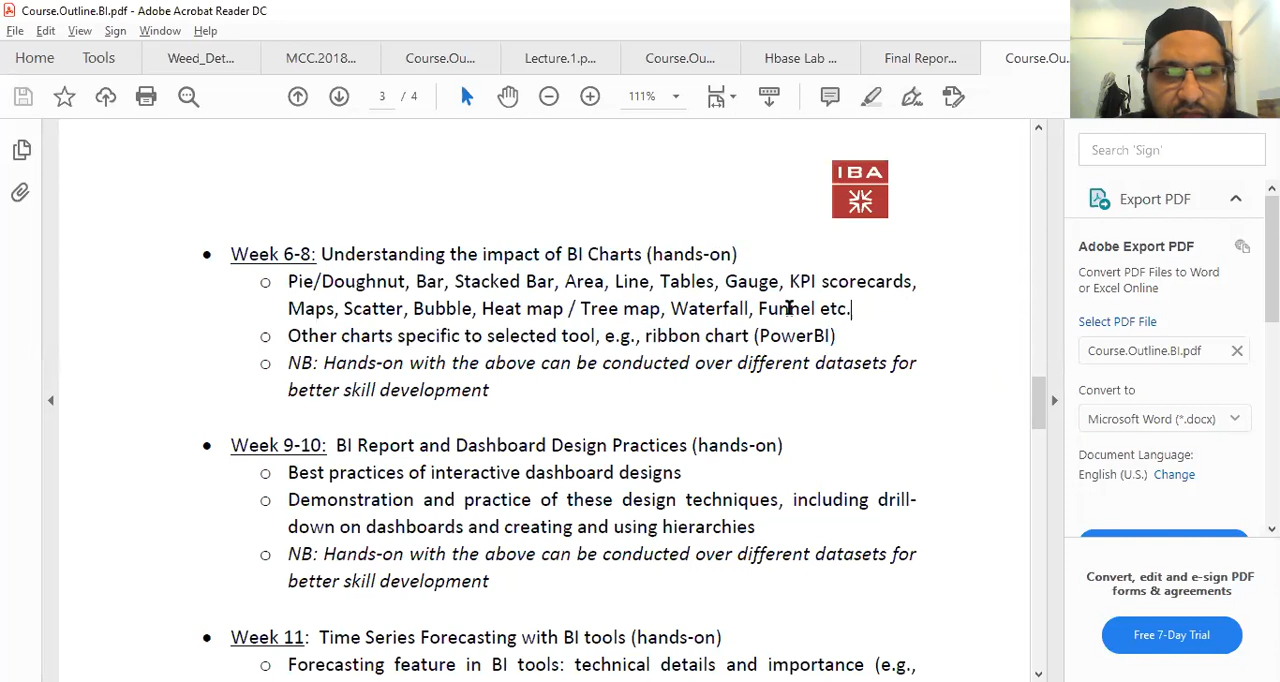 Course.Outline.BI.pdf - Adobe Acrobat Reader DC
File Edit View Sign Window Help
Home Tools Weed_Det... MCC.2018... Course.Ou... Lecture.1.p... Course.Ou... Hbase Lab ... Final Repor... Course.Ou
3 / 4 111%
IBA
Search 'Sign'
Export PDF
Adobe Export PDF
Convert PDF Files to Word
or Excel Online
Select PDF File
Course.Outline.BI.pdf
Convert to
Microsoft Word (*.docx)
Document Language:
English (U.S.) Change
Convert, edit and e-sign PDF
forms & agreements
Free 7-Day Trial
• Week 6-8: Understanding the impact of BI Charts (hands-on)
o Pie/Doughnut, Bar, Stacked Bar, Area, Line, Tables, Gauge, KPI scorecards,
Maps, Scatter, Bubble, Heat map / Tree map, Waterfall, Funnel etc.
o Other charts specific to selected tool, e.g., ribbon chart (PowerBI)
o NB: Hands-on with the above can be conducted over different datasets for
better skill development
• Week 9-10: BI Report and Dashboard Design Practices (hands-on)
o Best practices of interactive dashboard designs
o Demonstration and practice of these design techniques, including drill-
down on dashboards and creating and using hierarchies
o NB: Hands-on with the above can be conducted over different datasets for
better skill development
• Week 11: Time Series Forecasting with BI tools (hands-on)
o Forecasting feature in BI tools: technical details and importance (e.g.,